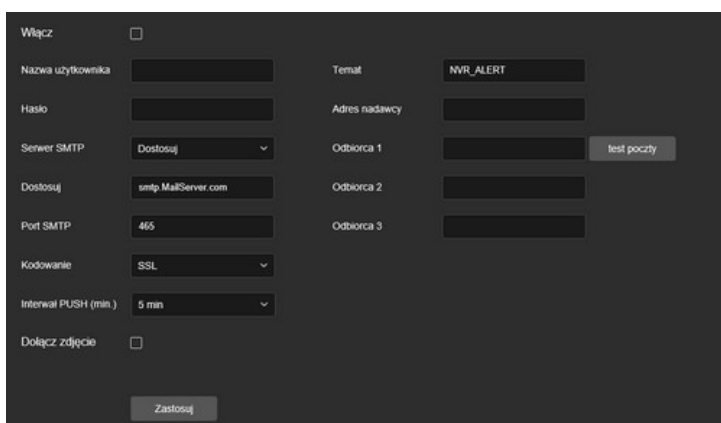 Włącz
Nazwa użytkownika
Temat NVR_ALERT
Hasło
Adres nadawcy
Serwer SMTP Dostosuj
Odbiorca 1 test poczty
Dostosuj smtp.MailServer.com
Odbiorca 2
Port SMTP 465
Odbiorca 3
Kodowanie SSL
Interwał PUSH (min.) 5 min
Dołącz zdjęcie
Zastosuj